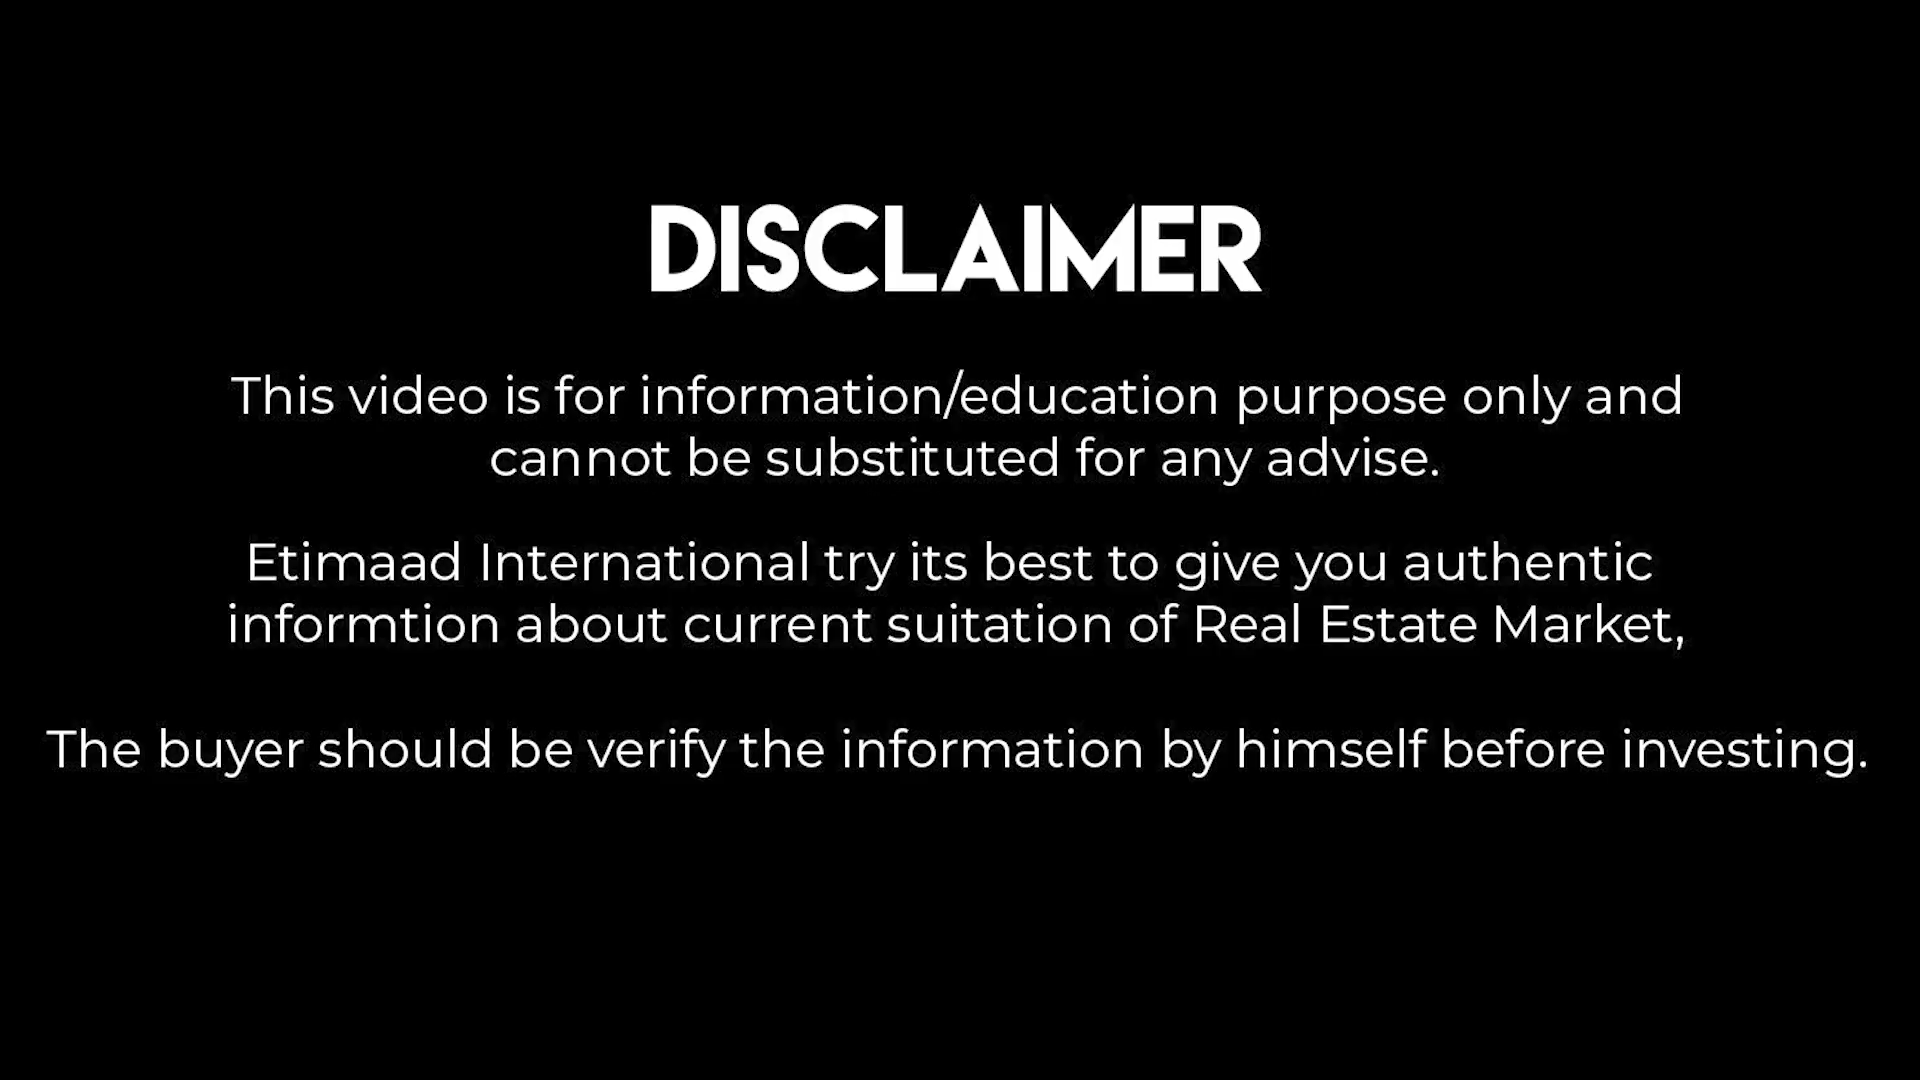 DISCLAIMER
This video is for information/education purpose only and
cannot be substituted for any advise.
Etimaad International try its best to give you authentic
informtion about current suitation of Real Estate Market,
The buyer should be verify the information by himself before investing.